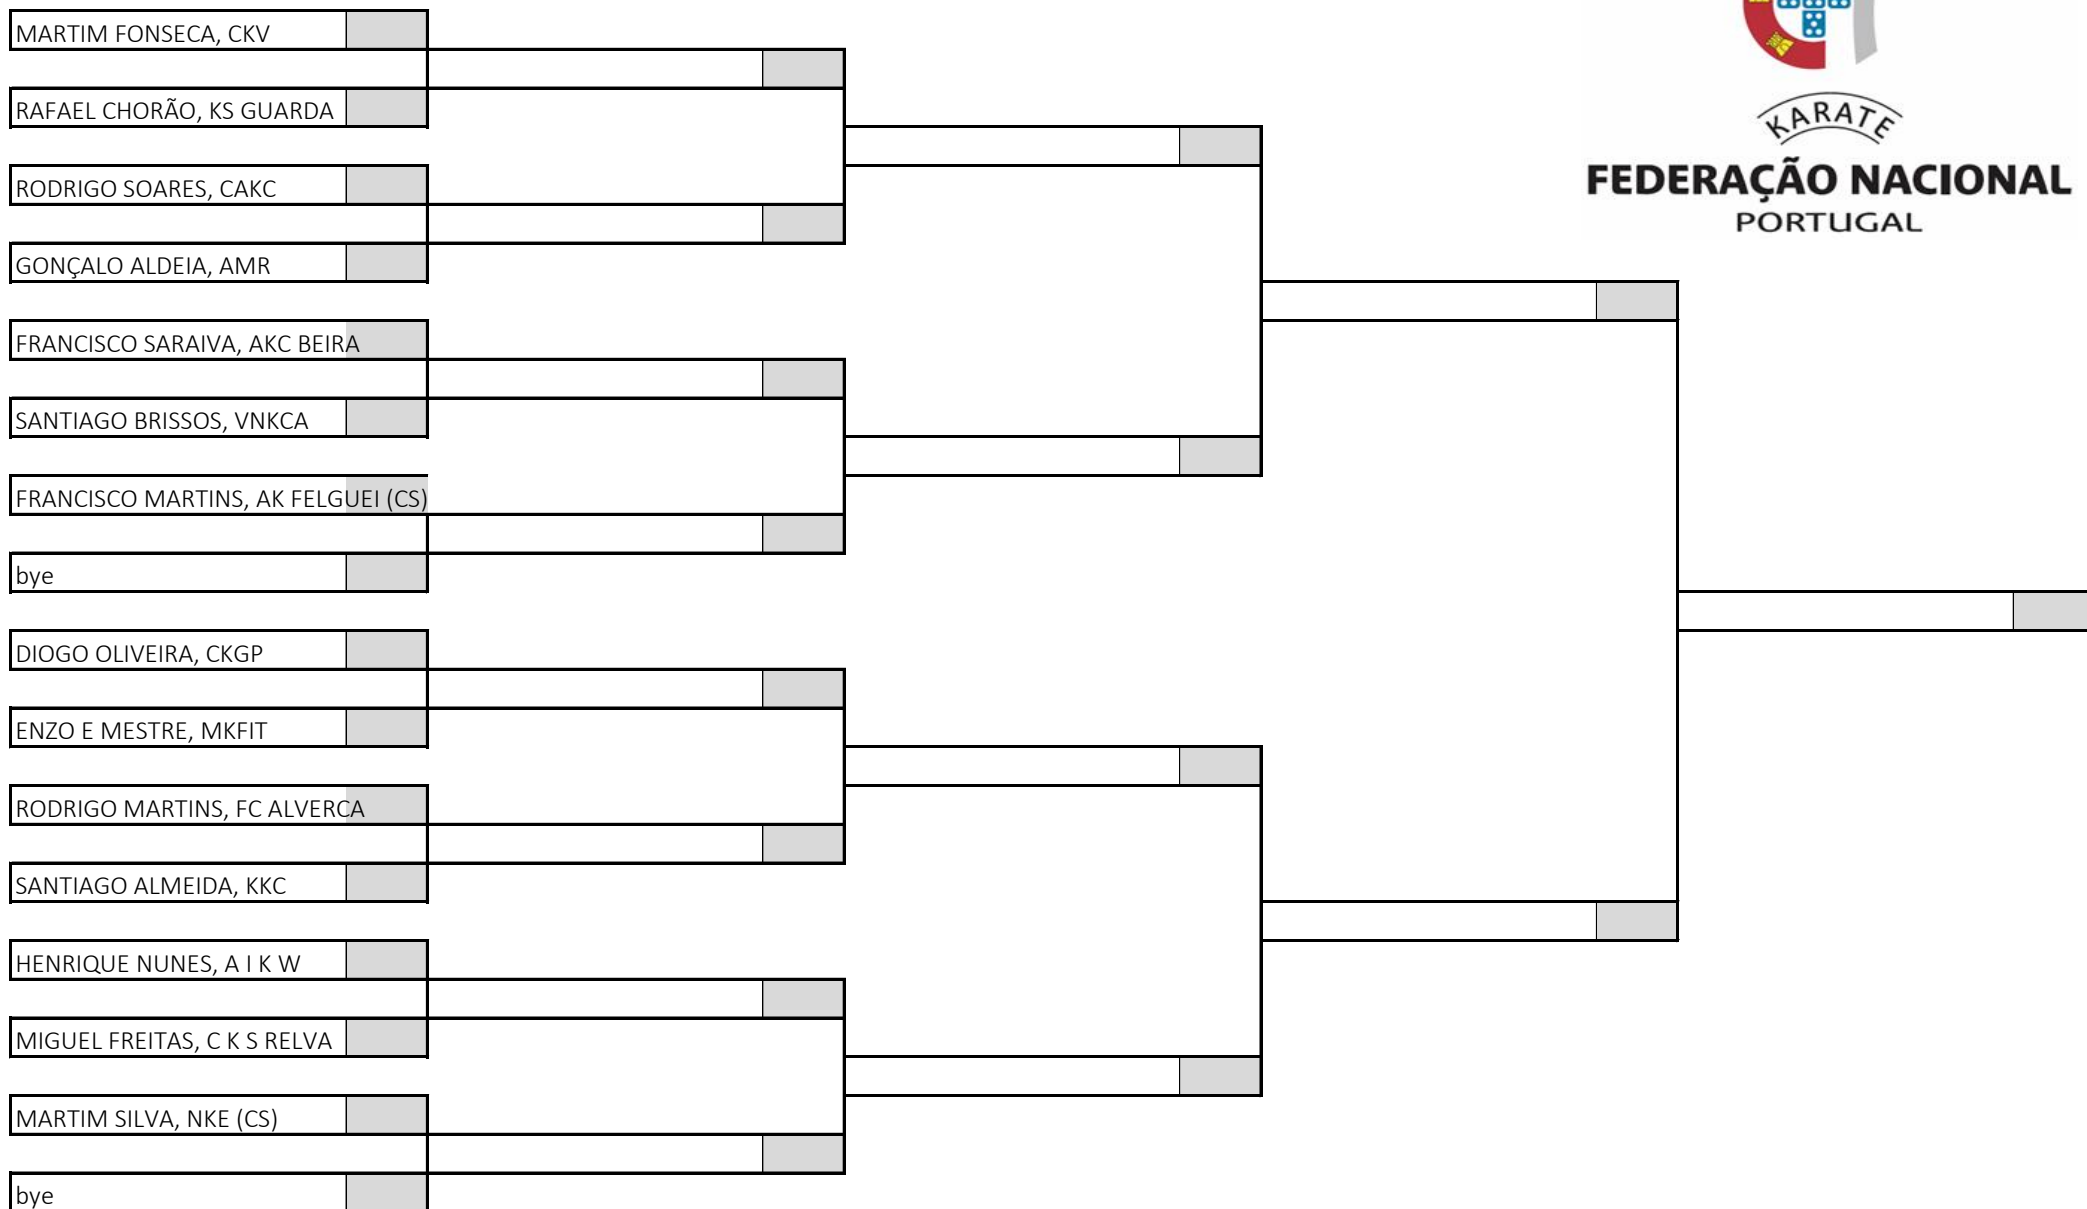 MARTIM FONSECA, CKV
RAFAEL CHORÃO, KS GUARDA
RODRIGO SOARES, CAKC
GONÇALO ALDEIA, AMR
FRANCISCO SARAIVA, AKC BEIRA
SANTIAGO BRISSOS, VNKCA
FRANCISCO MARTINS, AK FELGUEI (CS)
bye
DIOGO OLIVEIRA, CKGP
ENZO E MESTRE, MKFIT
RODRIGO MARTINS, FC ALVERCA
SANTIAGO ALMEIDA, KKC
HENRIQUE NUNES, A I K W
MIGUEL FREITAS, C K S RELVA
MARTIM SILVA, NKE (CS)
bye
KARATE
FEDERAÇÃO NACIONAL
PORTUGAL